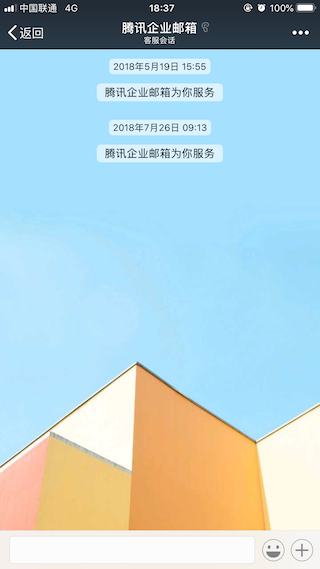 中国联通 4G 18:37 100%
返回 腾讯企业邮箱
客服会话
2018年5月19日 15:55
腾讯企业邮箱为你服务
2018年7月26日 09:13
腾讯企业邮箱为你服务